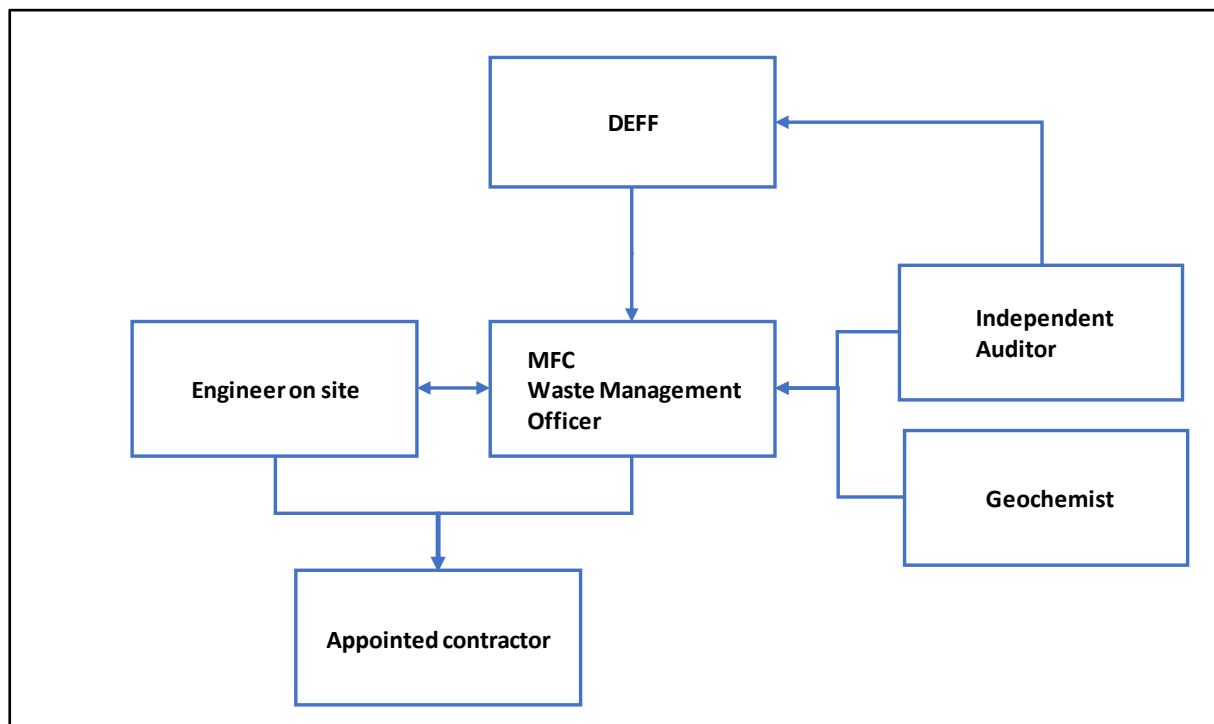 DEFF
Independent
Auditor
MFC
Waste Management
Officer
Engineer on site
Geochemist
Appointed contractor